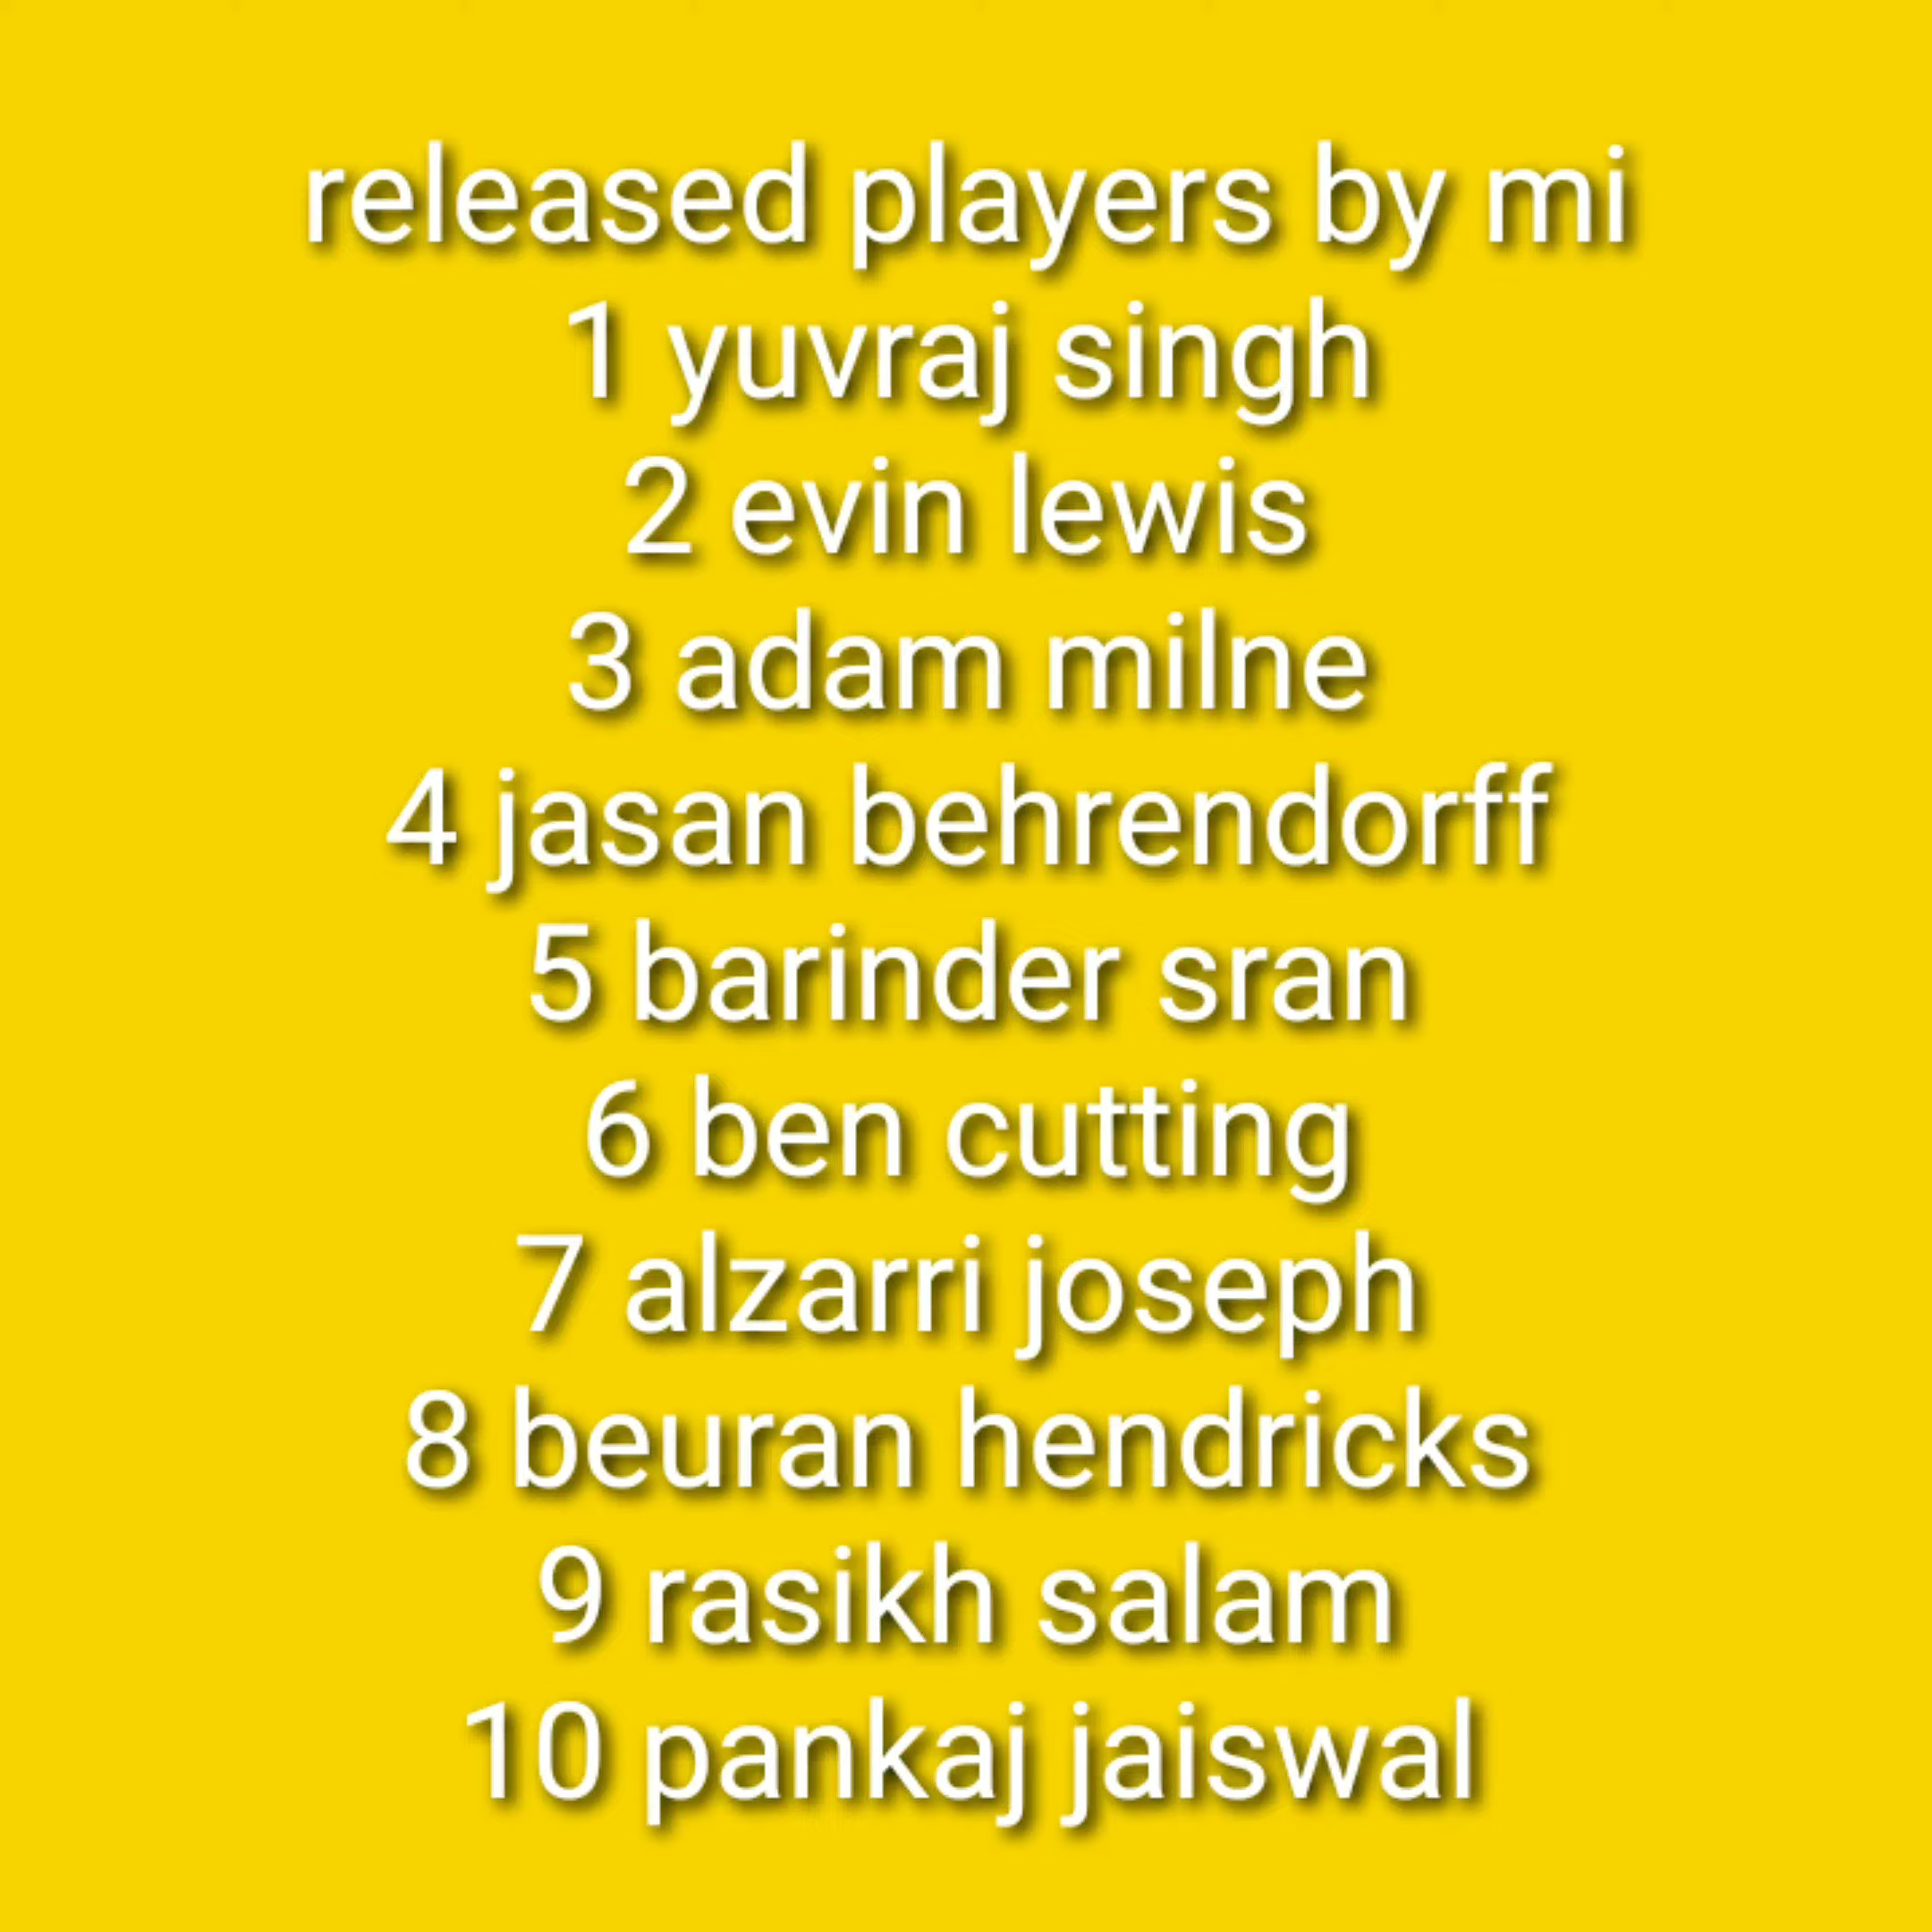 released players by mi
1 yuvraj singh
2 evin lewis
3 adam milne
4 jasan behrendorff
5 barinder sran
6 ben cutting
7 alzarri joseph
8 beuran hendricks
9 rasikh salam
10 pankaj jaiswal